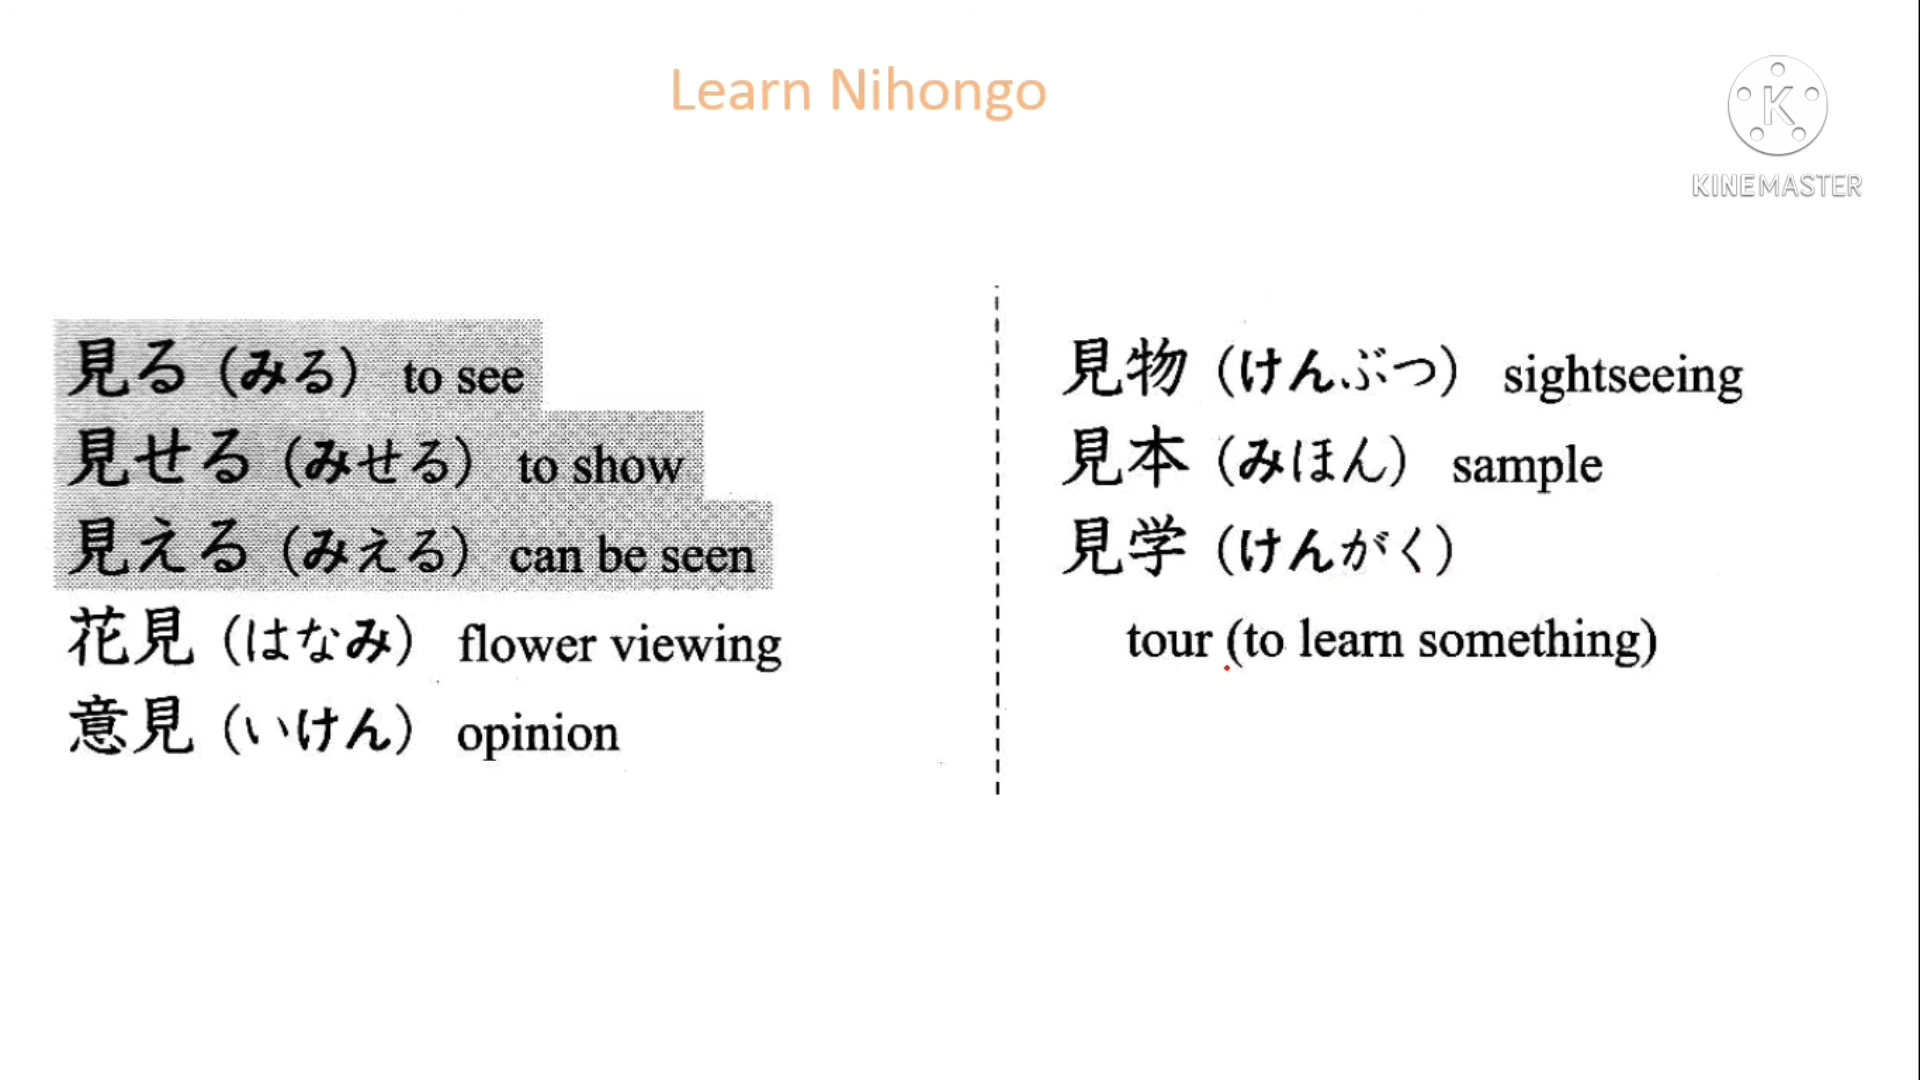 Learn Nihongo
K
KINEMASTER
見る（みる） to see
見せる（みせる） to show
見える（みえる） can be seen
花見（はなみ） flower viewing
意見（いけん） opinion
見物（けんぶつ） sightseeing
見本（みほん） sample
見学（けんがく）
tour (to learn something)